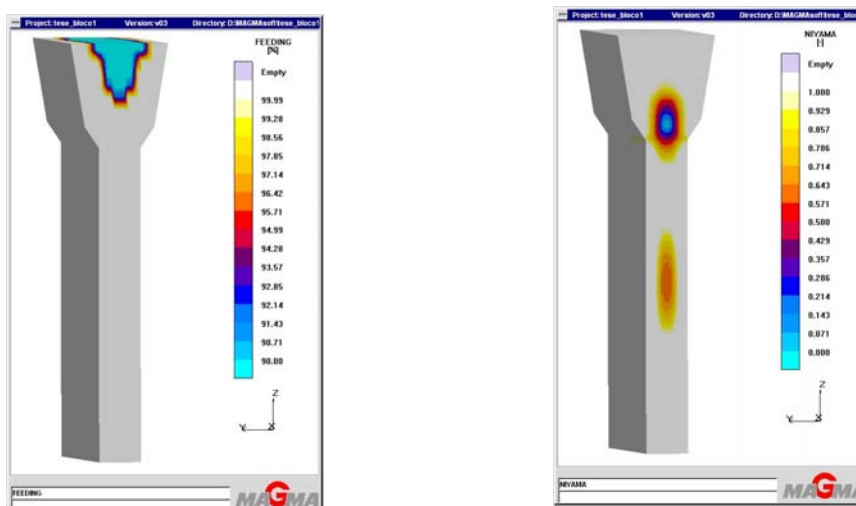 Project: tese_bloco1 Version: v03 Directory: D:\MAGMAsoft\tese_bloco1
FEEDING
[%]
Empty
99.99
99.28
98.56
97.85
97.14
96.42
95.71
94.99
94.28
93.57
92.85
92.14
91.43
90.71
90.00
Z
Y X
FEEDING
MAGMA
Project: tese_bloco1 Version: v03 Directory: D:\MAGMAsoft\tese_bloco1
NIYAMA
[-]
Empty
1.000
0.929
0.857
0.786
0.714
0.643
0.571
0.500
0.429
0.357
0.286
0.214
0.143
0.071
0.000
Z
Y X
NIYAMA
MAGMA